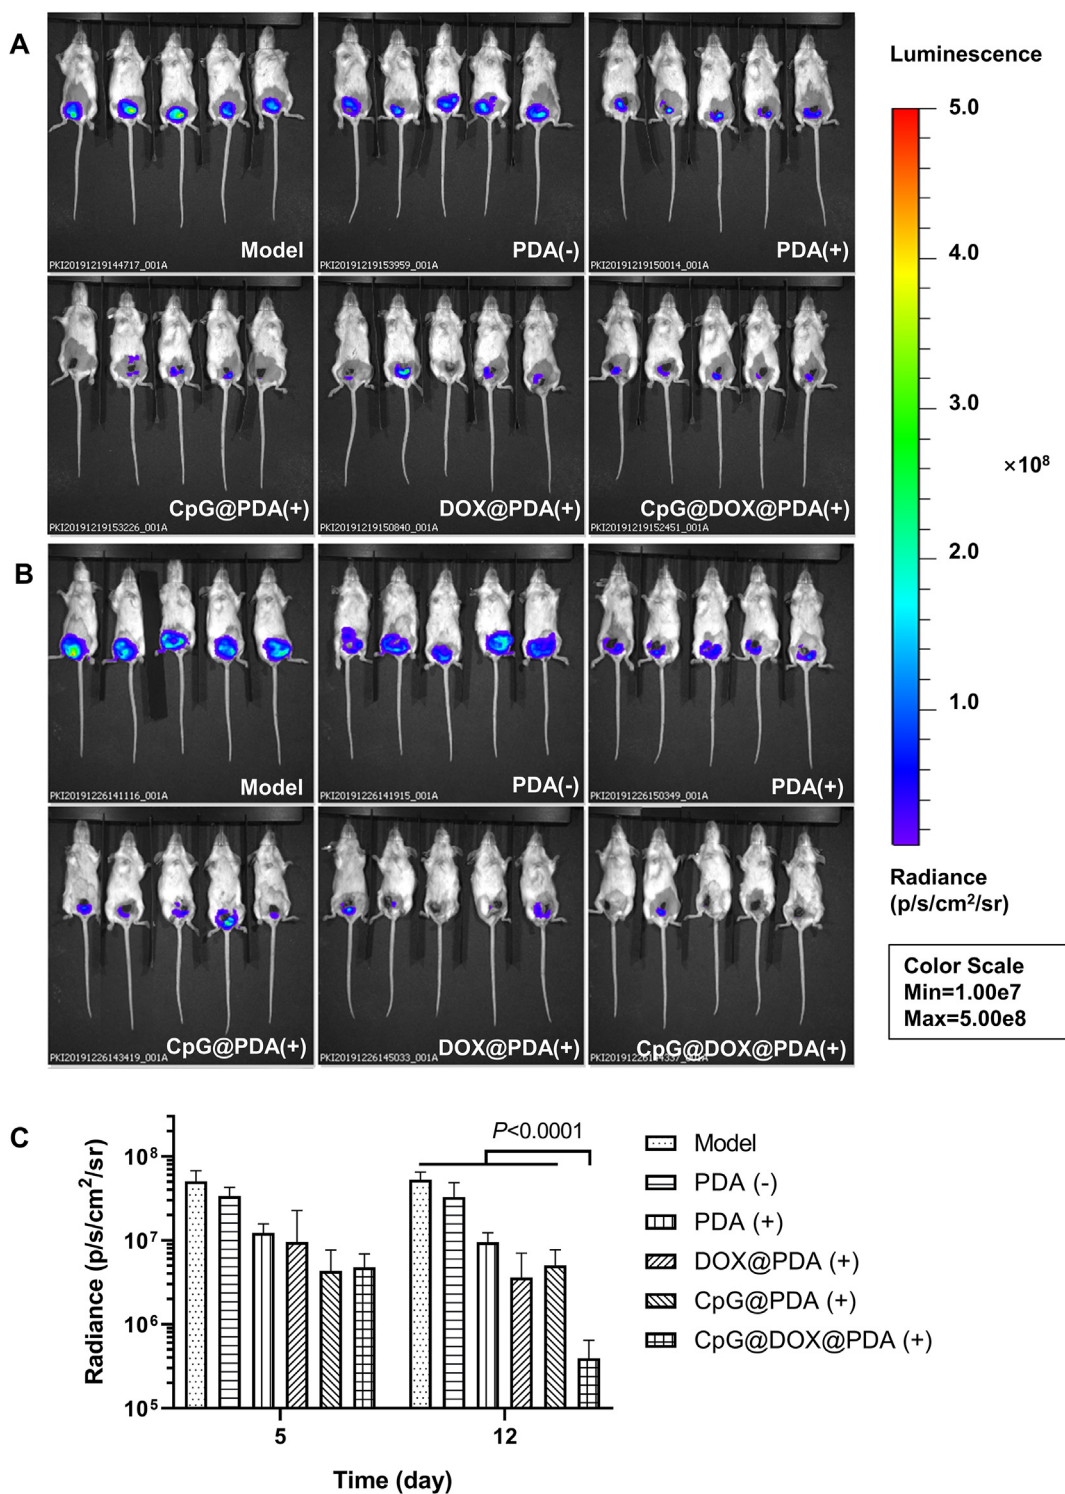 A
Model
PKI20191219144717_001A
PDA(-)
PKI20191219153959_001A
PDA(+)
PKI20191219150014_001A
CpG@PDA(+)
PKI20191219153226_001A
DOX@PDA(+)
PKI20191219150840_001A
CpG@DOX@PDA(+)
PKI20191219152451_001A
B
Model
PKI20191226141116_001A
PDA(-)
PKI20191226141915_001A
PDA(+)
PKI20191226150349_001A
CpG@PDA(+)
PKI20191226143419_001A
DOX@PDA(+)
PKI20191226145033_001A
CpG@DOX@PDA(+)
Luminescence
5.0
4.0
3.0
×10⁸
2.0
1.0
Radiance
(p/s/cm²/sr)
Color Scale
Min=1.00e7
Max=5.00e8
C
Radiance (p/s/cm²/sr)
10⁸
10⁷
10⁶
10⁵
P<0.0001
5
12
Time (day)
Model
PDA (-)
PDA (+)
DOX@PDA (+)
CpG@PDA (+)
CpG@DOX@PDA (+)